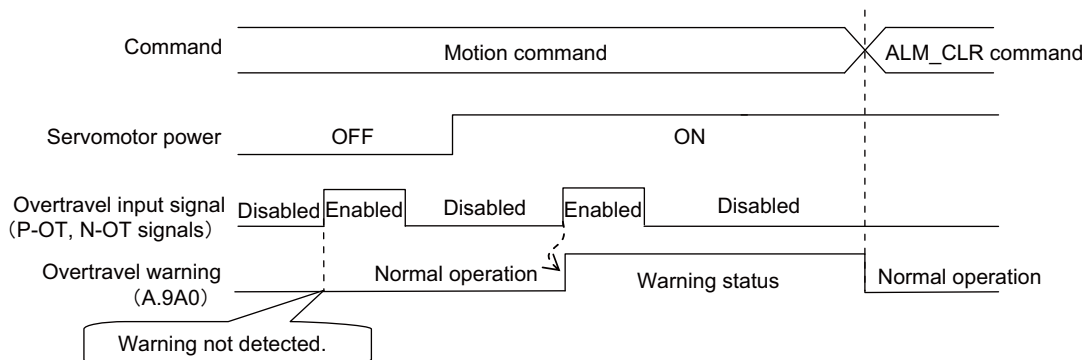 Command
Motion command
ALM_CLR command
Servomotor power
OFF
ON
Overtravel input signal
(P-OT, N-OT signals)
Disabled
Enabled
Disabled
Enabled
Disabled
Overtravel warning
(A.9A0)
Normal operation
Warning status
Normal operation
Warning not detected.